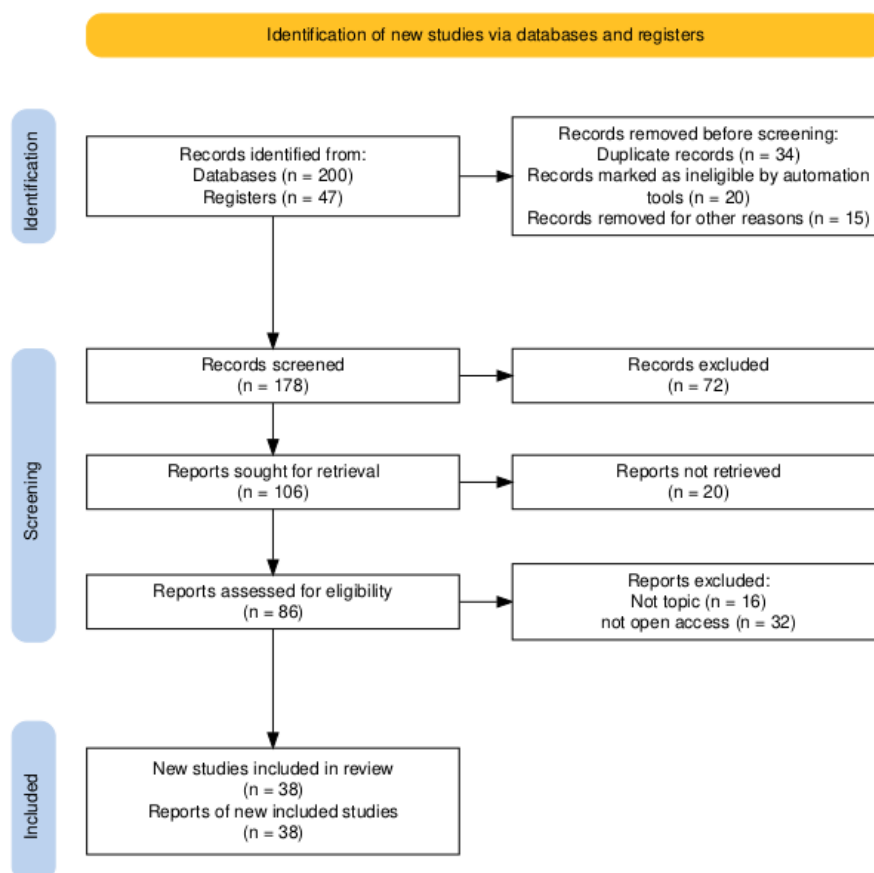 Identification of new studies via databases and registers
Identification
Records identified from:
Databases (n = 200)
Registers (n = 47)
Records removed before screening:
Duplicate records (n = 34)
Records marked as ineligible by automation
tools (n = 20)
Records removed for other reasons (n = 15)
Screening
Records screened
(n = 178)
Records excluded
(n = 72)
Reports sought for retrieval
(n = 106)
Reports not retrieved
(n = 20)
Reports assessed for eligibility
(n = 86)
Reports excluded:
Not topic (n = 16)
not open access (n = 32)
Included
New studies included in review
(n = 38)
Reports of new included studies
(n = 38)